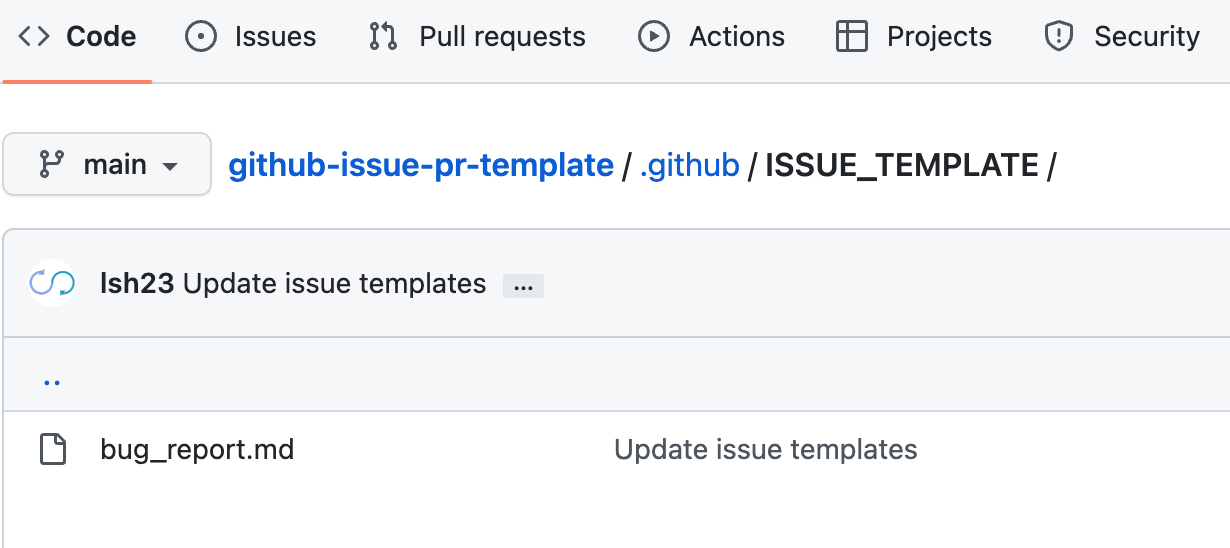 Code Issues Pull requests Actions Projects Security
main github-issue-pr-template / .github / ISSUE_TEMPLATE /
lsh23 Update issue templates ...
..
bug_report.md Update issue templates